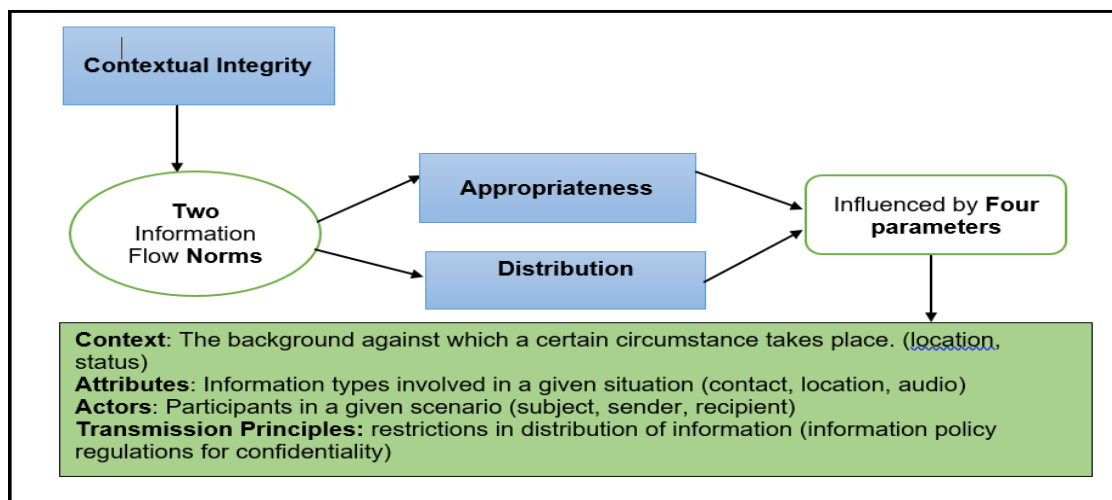 Contextual Integrity
Two
Information
Flow Norms
Appropriateness
Distribution
Influenced by Four
parameters
Context: The background against which a certain circumstance takes place. (location,
status)
Attributes: Information types involved in a given situation (contact, location, audio)
Actors: Participants in a given scenario (subject, sender, recipient)
Transmission Principles: restrictions in distribution of information (information policy
regulations for confidentiality)